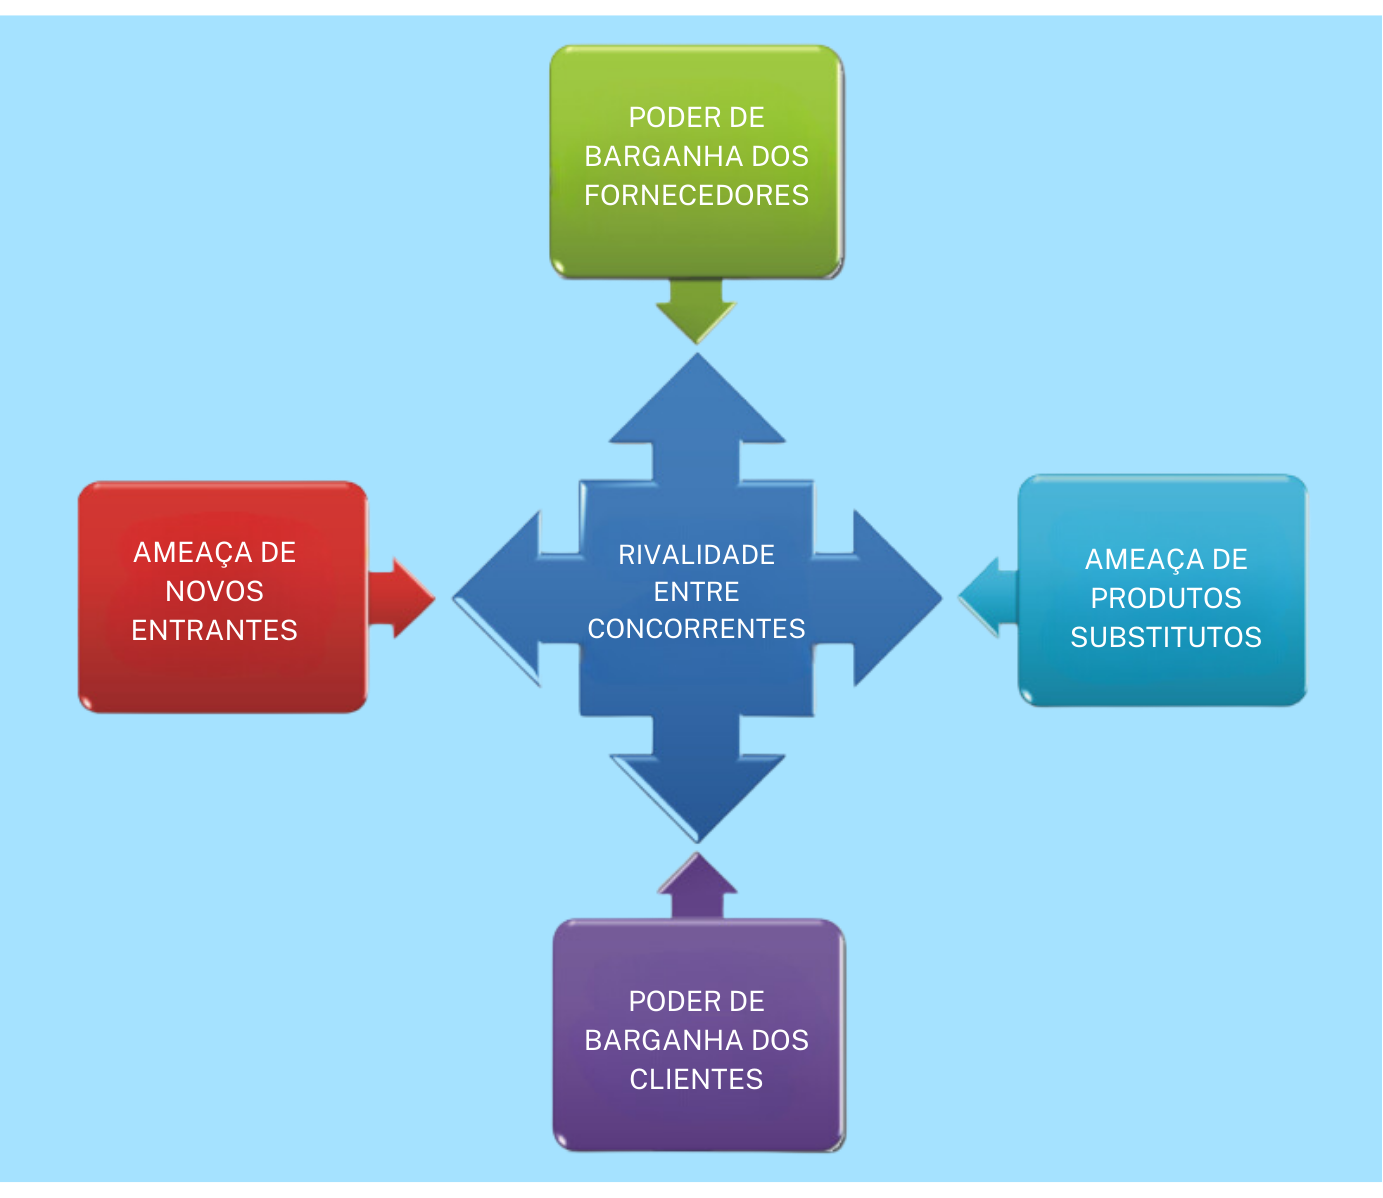 PODER DE
BARGANHA DOS
FORNECEDORES
AMEAÇA DE
NOVOS
ENTRANTES
RIVALIDADE
ENTRE
CONCORRENTES
AMEAÇA DE
PRODUTOS
SUBSTITUTOS
PODER DE
BARGANHA DOS
CLIENTES